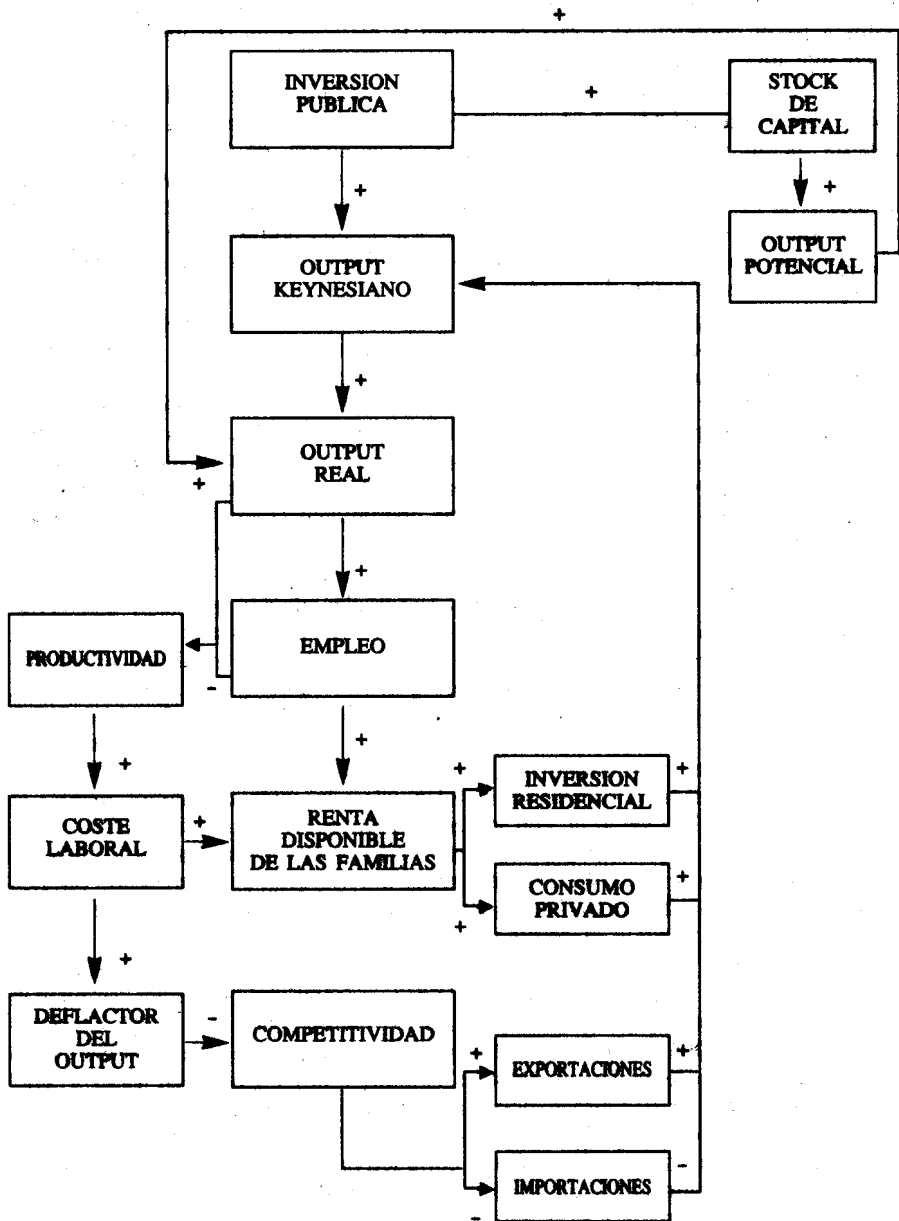 +
INVERSION
PUBLICA
+
STOCK
DE
CAPITAL
+
+
OUTPUT
POTENCIAL
OUTPUT
KEYNESIANO
+
OUTPUT
REAL
+
+
EMPLEO
PRODUCTIVIDAD
-
+
+
+
INVERSION
RESIDENCIAL
+
COSTE
LABORAL
+
RENTA
DISPONIBLE
DE LAS FAMILIAS
CONSUMO
PRIVADO
+
+
+
DEFLACTOR
DEL
OUTPUT
-
COMPETITIVIDAD
+
EXPORTACIONES
+
IMPORTACIONES
-
-